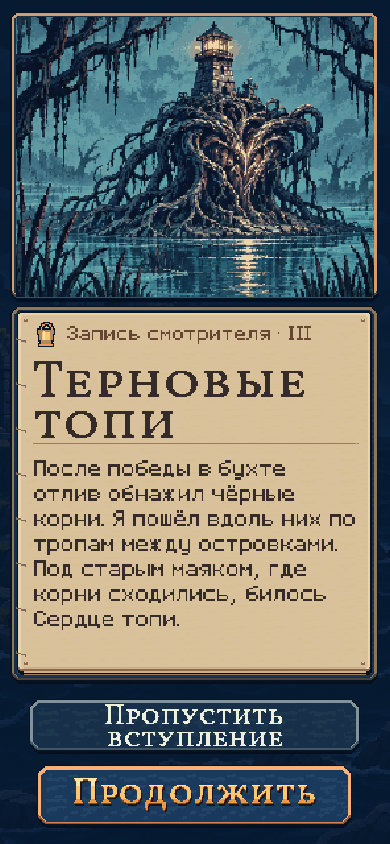 Запись смотрителя · III
Терновые
топи
После победы в бухте
отлив обнажил чёрные
корни. Я пошёл вдоль них по
тропам между островками.
Под старым маяком, где
корни сходились, билось
Сердце топи.
Пропустить
вступление
Продолжить